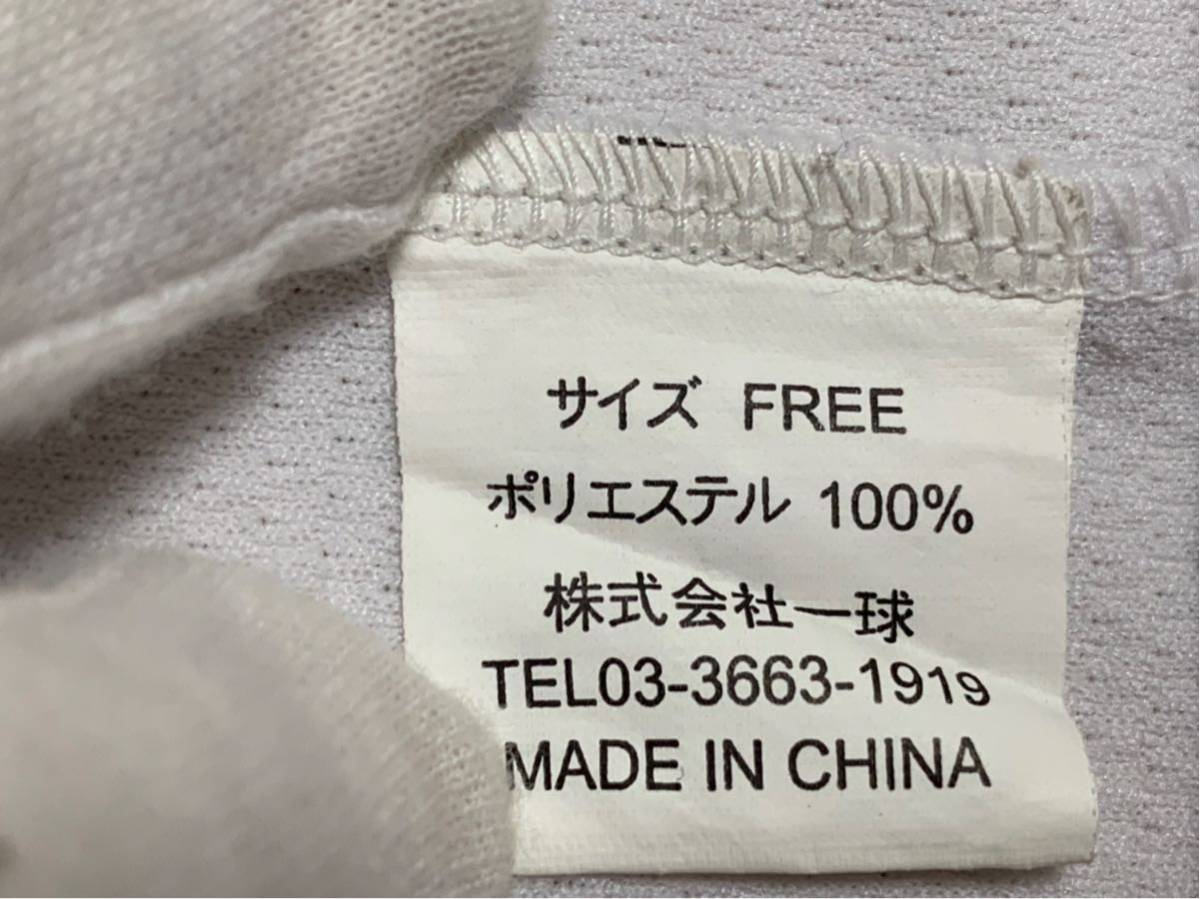 サイズ FREE
ポリエステル 100%
株式会社一球
TEL03-3663-1919
MADE IN CHINA